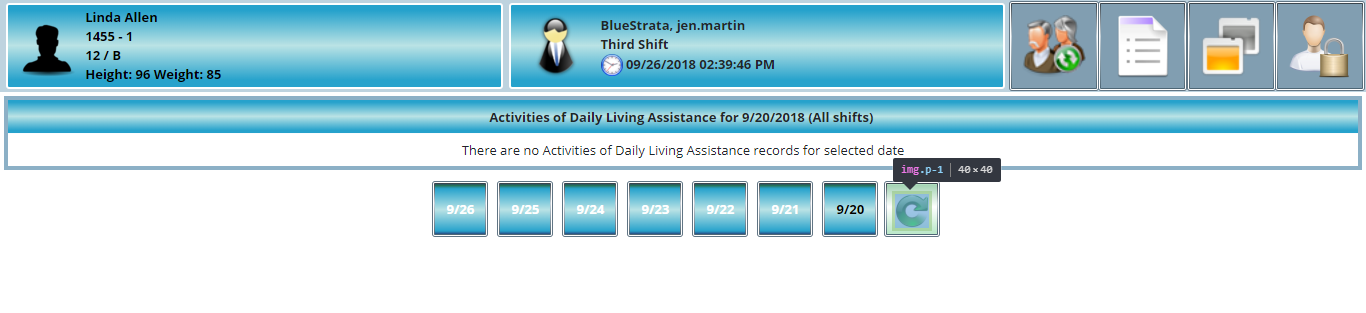 Linda Allen
1455 - 1
12 / B
Height: 96 Weight: 85
BlueStrata, jen.martin
Third Shift
09/26/2018 02:39:46 PM
Activities of Daily Living Assistance for 9/20/2018 (All shifts)
There are no Activities of Daily Living Assistance records for selected date
img.p-1 | 40×40
9/26 9/25 9/24 9/23 9/22 9/21 9/20